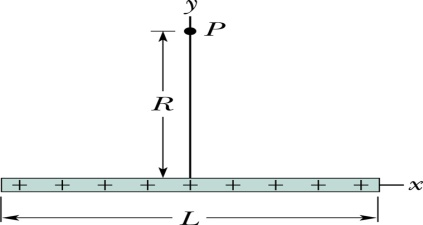 y
P
R
+ + + + + + + + +
x
L